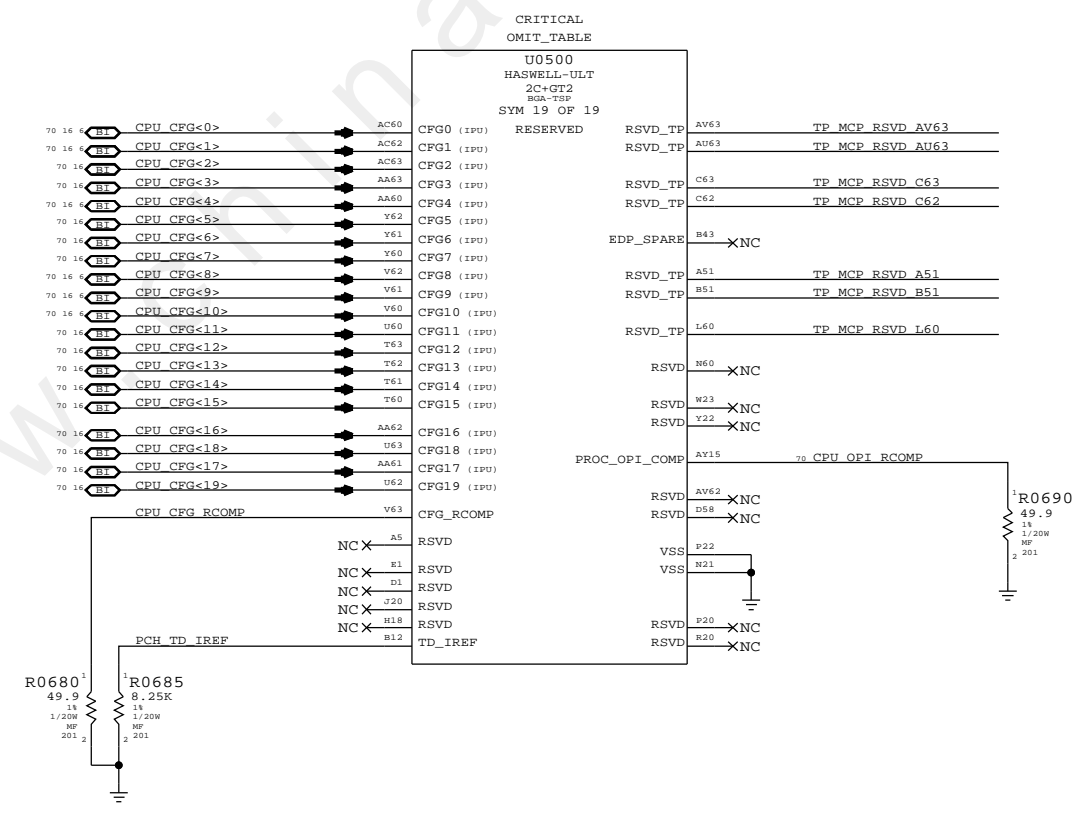 CRITICAL
OMIT_TABLE
U0500
HASWELL-ULT
2C+GT2
BGA-TSP
SYM 19 OF 19
RESERVED
70 16 6 BI CPU_CFG<0> AC60 CFG0 (IPU)
70 16 6 BI CPU_CFG<1> AC62 CFG1 (IPU)
70 16 BI CPU_CFG<2> AC63 CFG2 (IPU)
70 16 BI CPU_CFG<3> AA63 CFG3 (IPU)
70 16 6 BI CPU_CFG<4> AA60 CFG4 (IPU)
70 16 BI CPU_CFG<5> Y62 CFG5 (IPU)
70 16 BI CPU_CFG<6> Y61 CFG6 (IPU)
70 16 BI CPU_CFG<7> Y60 CFG7 (IPU)
70 16 6 BI CPU_CFG<8> V62 CFG8 (IPU)
70 16 6 BI CPU_CFG<9> V61 CFG9 (IPU)
70 16 6 BI CPU_CFG<10> V60 CFG10 (IPU)
70 16 BI CPU_CFG<11> U60 CFG11 (IPU)
70 16 BI CPU_CFG<12> T63 CFG12 (IPU)
70 16 BI CPU_CFG<13> T62 CFG13 (IPU)
70 16 BI CPU_CFG<14> T61 CFG14 (IPU)
70 16 BI CPU_CFG<15> T60 CFG15 (IPU)
70 16 BI CPU_CFG<16> AA62 CFG16 (IPU)
70 16 BI CPU_CFG<18> U63 CFG18 (IPU)
70 16 BI CPU_CFG<17> AA61 CFG17 (IPU)
70 16 BI CPU_CFG<19> U62 CFG19 (IPU)
CPU_CFG_RCOMP V63 CFG_RCOMP
NC A5 RSVD
NC E1 RSVD
NC D1 RSVD
NC J20 RSVD
NC H18 RSVD
PCH_TD_IREF B12 TD_IREF
RSVD_TP AV63 TP_MCP_RSVD_AV63
RSVD_TP AU63 TP_MCP_RSVD_AU63
RSVD_TP C63 TP_MCP_RSVD_C63
RSVD_TP C62 TP_MCP_RSVD_C62
EDP_SPARE B43 NC
RSVD_TP A51 TP_MCP_RSVD_A51
RSVD_TP B51 TP_MCP_RSVD_B51
RSVD_TP L60 TP_MCP_RSVD_L60
RSVD N60 NC
RSVD W23 NC
RSVD Y22 NC
PROC_OPI_COMP AY15 70 CPU_OPI_RCOMP
RSVD AV62 NC
RSVD D58 NC
VSS P22
VSS N21
RSVD P20 NC
RSVD R20 NC
1 R0690
49.9
1%
1/20W
MF
2 201
R0680 1
49.9
1%
1/20W
MF
201 2
1 R0685
8.25K
1%
1/20W
MF
2 201
w.china